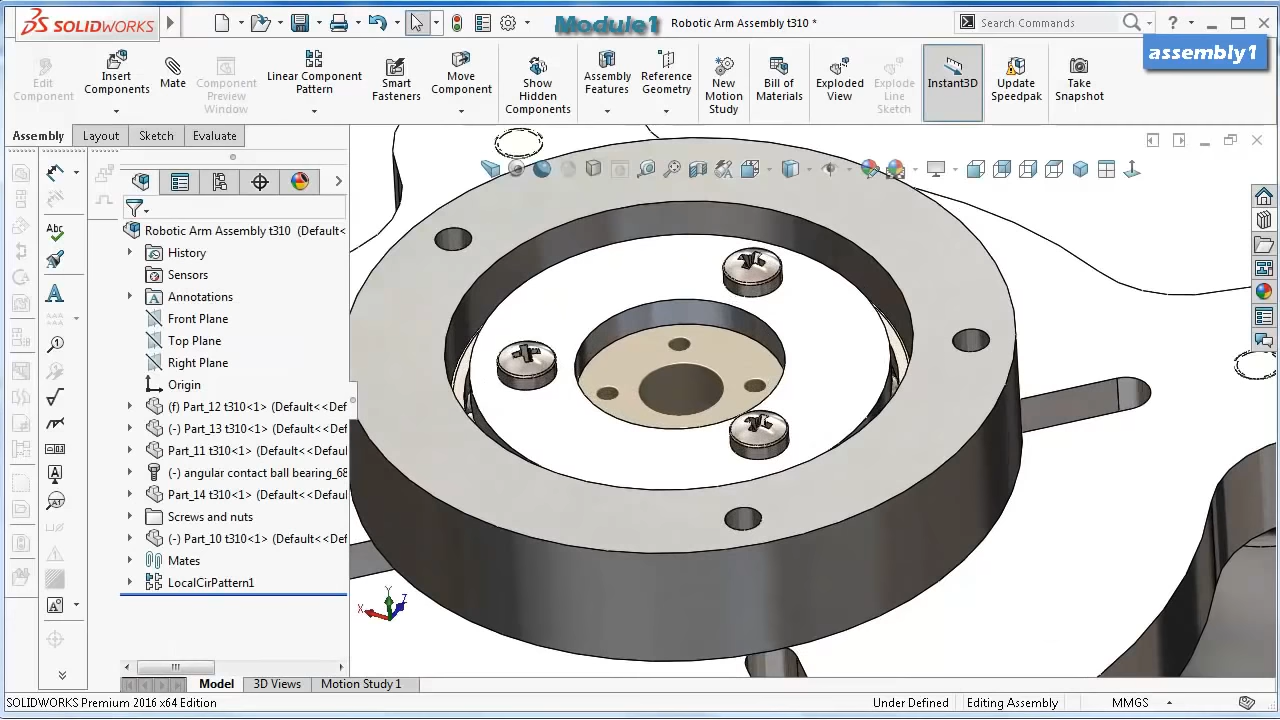 SOLIDWORKS
Module1
Robotic Arm Assembly t310 *
Search Commands
?
assembly1
Edit
Component
Insert
Components
Mate
Component
Preview
Window
Linear Component
Pattern
Smart
Fasteners
Move
Component
Show
Hidden
Components
Assembly
Features
Reference
Geometry
New
Motion
Study
Bill of
Materials
Exploded
View
Explode
Line
Sketch
Instant3D
Update
Speedpak
Take
Snapshot
Assembly
Layout
Sketch
Evaluate
Robotic Arm Assembly t310 (Default<
History
Sensors
Annotations
Front Plane
Top Plane
Right Plane
Origin
(f) Part_12 t310<1> (Default<<Def
(-) Part_13 t310<1> (Default<<Def
Part_11 t310<1> (Default<<Default
(-) angular contact ball bearing_68
Part_14 t310<1> (Default<<Default
Screws and nuts
(-) Part_10 t310<1> (Default<<Def
Mates
LocalCirPattern1
Abc
A
Y
Z
X
Model
3D Views
Motion Study 1
SOLIDWORKS Premium 2016 x64 Edition
Under Defined
Editing Assembly
MMGS